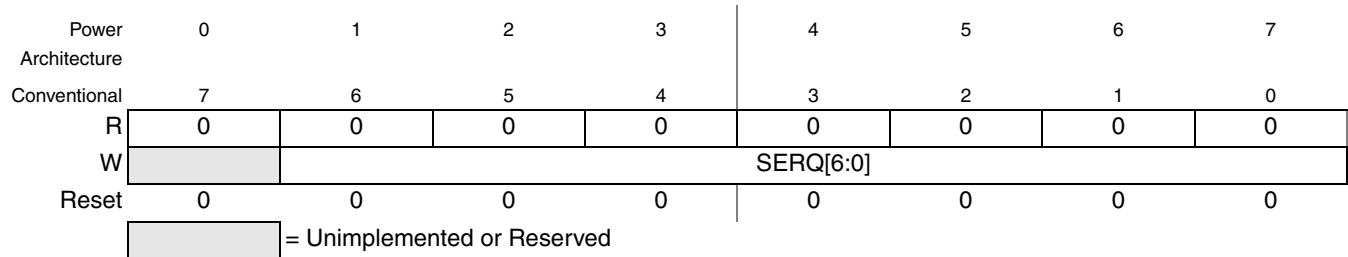 Power 0 1 2 3 4 5 6 7
Architecture
Conventional 7 6 5 4 3 2 1 0
R 0 0 0 0 0 0 0 0
W SERQ[6:0]
Reset 0 0 0 0 0 0 0 0
= Unimplemented or Reserved